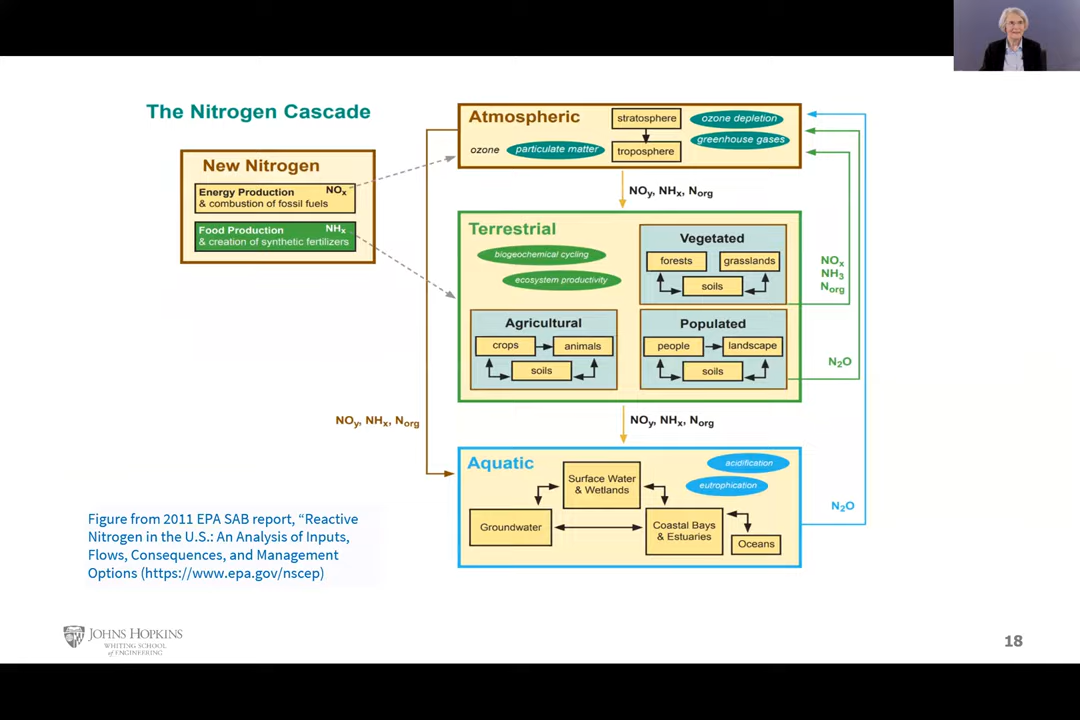 The Nitrogen Cascade
New Nitrogen
Energy Production NOx
& combustion of fossil fuels
Food Production NHx
& creation of synthetic fertilizers
Atmospheric
stratosphere
ozone depletion
ozone
particulate matter
troposphere
greenhouse gases
NOy, NHx, Norg
Terrestrial
biogeochemical cycling
ecosystem productivity
Vegetated
forests
grasslands
soils
Agricultural
crops
animals
soils
Populated
people
landscape
soils
NOx
NH3
Norg
N2O
NOy, NHx, Norg
NOy, NHx, Norg
Aquatic
acidification
eutrophication
Surface Water
& Wetlands
Groundwater
Coastal Bays
& Estuaries
Oceans
N2O
Figure from 2011 EPA SAB report, “Reactive
Nitrogen in the U.S.: An Analysis of Inputs,
Flows, Consequences, and Management
Options (https://www.epa.gov/nscep)
JOHNS HOPKINS
WHITING SCHOOL
of ENGINEERING
18